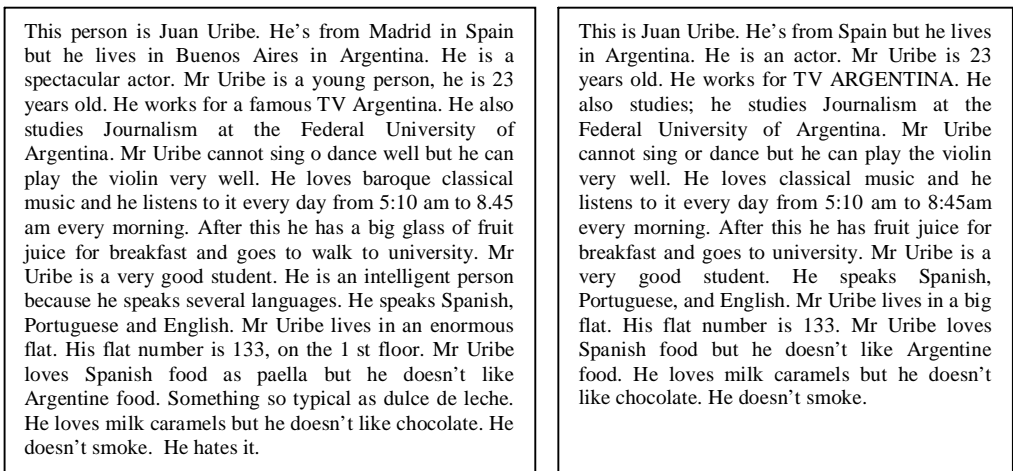 This person is Juan Uribe. He’s from Madrid in Spain
but he lives in Buenos Aires in Argentina. He is a
spectacular actor. Mr Uribe is a young person, he is 23
years old. He works for a famous TV Argentina. He also
studies Journalism at the Federal University of
Argentina. Mr Uribe cannot sing o dance well but he can
play the violin very well. He loves baroque classical
music and he listens to it every day from 5:10 am to 8.45
am every morning. After this he has a big glass of fruit
juice for breakfast and goes to walk to university. Mr
Uribe is a very good student. He is an intelligent person
because he speaks several languages. He speaks Spanish,
Portuguese and English. Mr Uribe lives in an enormous
flat. His flat number is 133, on the 1 st floor. Mr Uribe
loves Spanish food as paella but he doesn’t like
Argentine food. Something so typical as dulce de leche.
He loves milk caramels but he doesn’t like chocolate. He
doesn’t smoke.  He hates it.
This is Juan Uribe. He’s from Spain but he lives
in Argentina. He is an actor. Mr Uribe is 23
years old. He works for TV ARGENTINA. He
also studies; he studies Journalism at the
Federal University of Argentina. Mr Uribe
cannot sing or dance but he can play the violin
very well. He loves classical music and he
listens to it every day from 5:10 am to 8:45am
every morning. After this he has fruit juice for
breakfast and goes to university. Mr Uribe is a
very good student. He speaks Spanish,
Portuguese, and English. Mr Uribe lives in a big
flat. His flat number is 133. Mr Uribe loves
Spanish food but he doesn’t like Argentine
food. He loves milk caramels but he doesn’t
like chocolate. He doesn’t smoke.